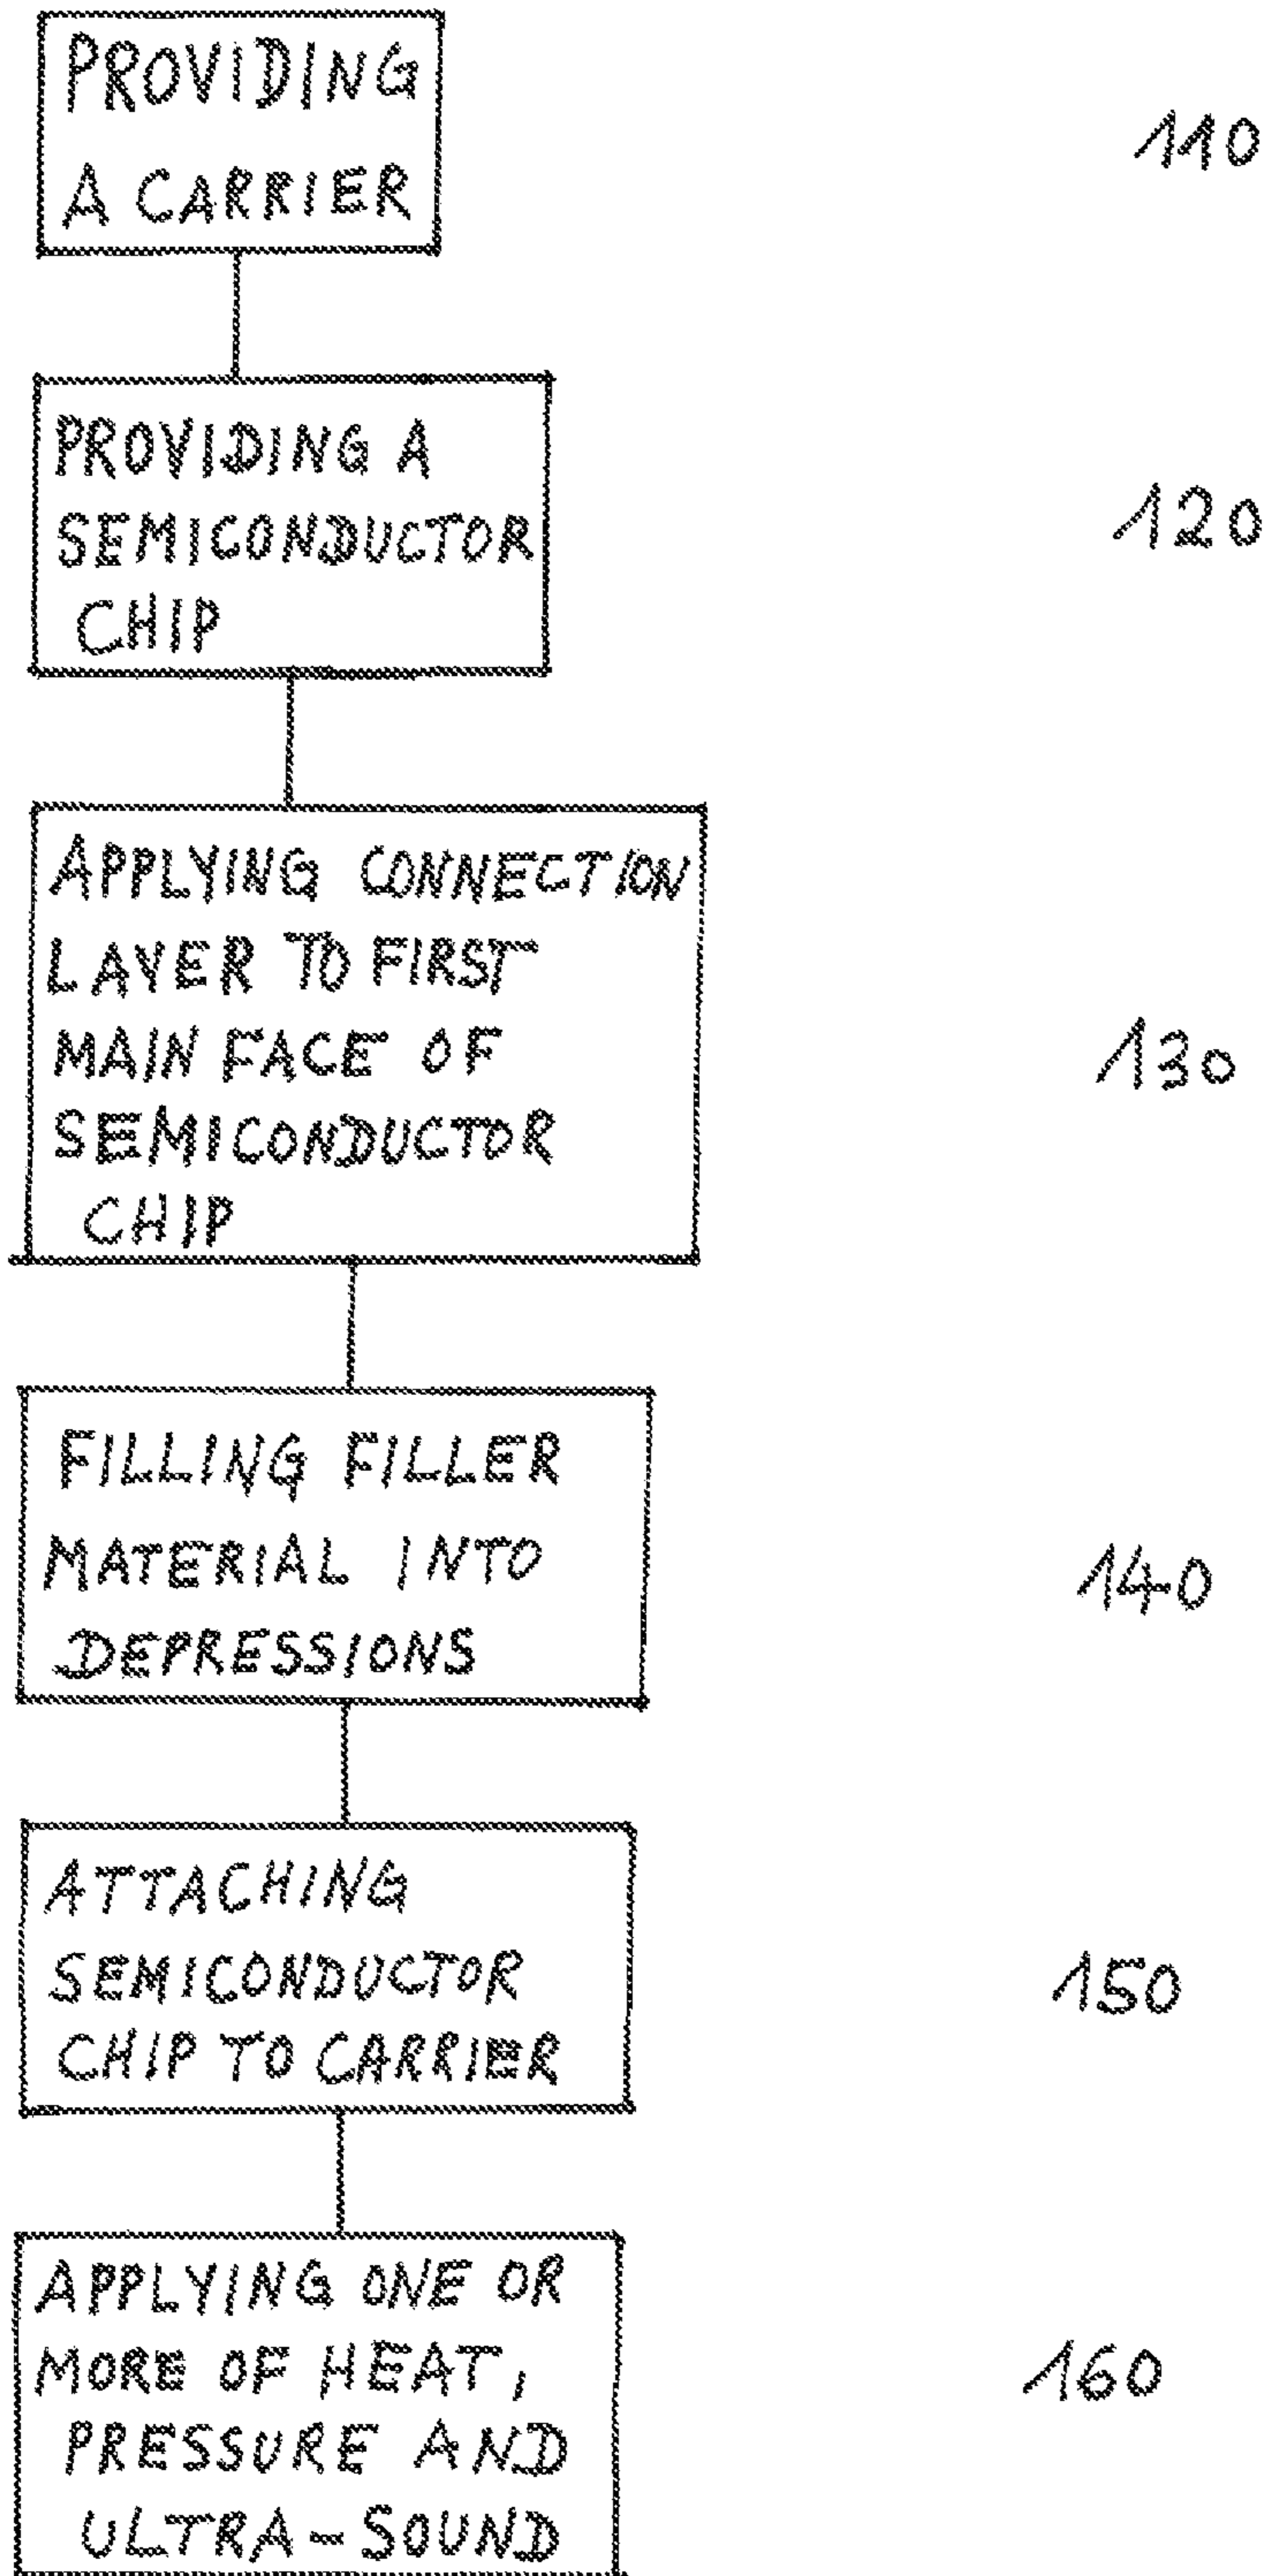 PROVIDING
A CARRIER
110
PROVIDING A
SEMICONDUCTOR
CHIP
120
APPLYING CONNECTION
LAYER TO FIRST
MAIN FACE OF
SEMICONDUCTOR
CHIP
130
FILLING FILLER
MATERIAL INTO
DEPRESSIONS
140
ATTACHING
SEMICONDUCTOR
CHIP TO CARRIER
150
APPLYING ONE OR
MORE OF HEAT,
PRESSURE AND
ULTRA-SOUND
160